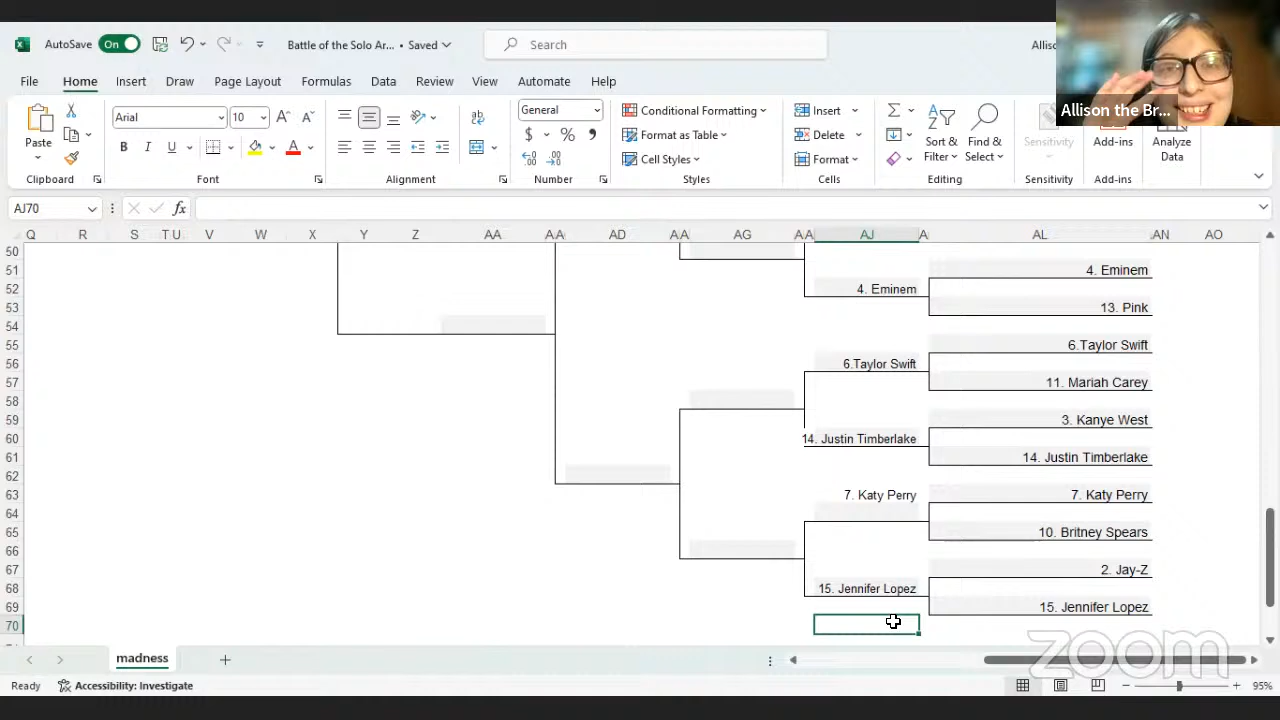 AutoSave On Battle of the Solo Ar... • Saved Search Allis
File Home Insert Draw Page Layout Formulas Data Review View Automate Help
Allison the Br...
Paste
Clipboard
Arial 10
B I U A
Font
ab
Alignment
General
$ % ,
Number
Conditional Formatting
Format as Table
Cell Styles
Styles
Insert
Delete
Format
Cells
Sort & Filter
Find & Select
Editing
Sensitivity
Sensitivity
Add-ins
Add-ins
Analyze Data
AJ70 fx
Q R S T U V W X Y Z AA AA AD AA AG AA AJ A AL AN AO
50
51 4. Eminem
52 4. Eminem
53 13. Pink
54
55 6.Taylor Swift
56 6.Taylor Swift
57 11. Mariah Carey
58
59 3. Kanye West
60 14. Justin Timberlake
61 14. Justin Timberlake
62
63 7. Katy Perry 7. Katy Perry
64
65 10. Britney Spears
66
67 2. Jay-Z
68 15. Jennifer Lopez
69 15. Jennifer Lopez
70
zoom
madness
Ready Accessibility: Investigate 95%